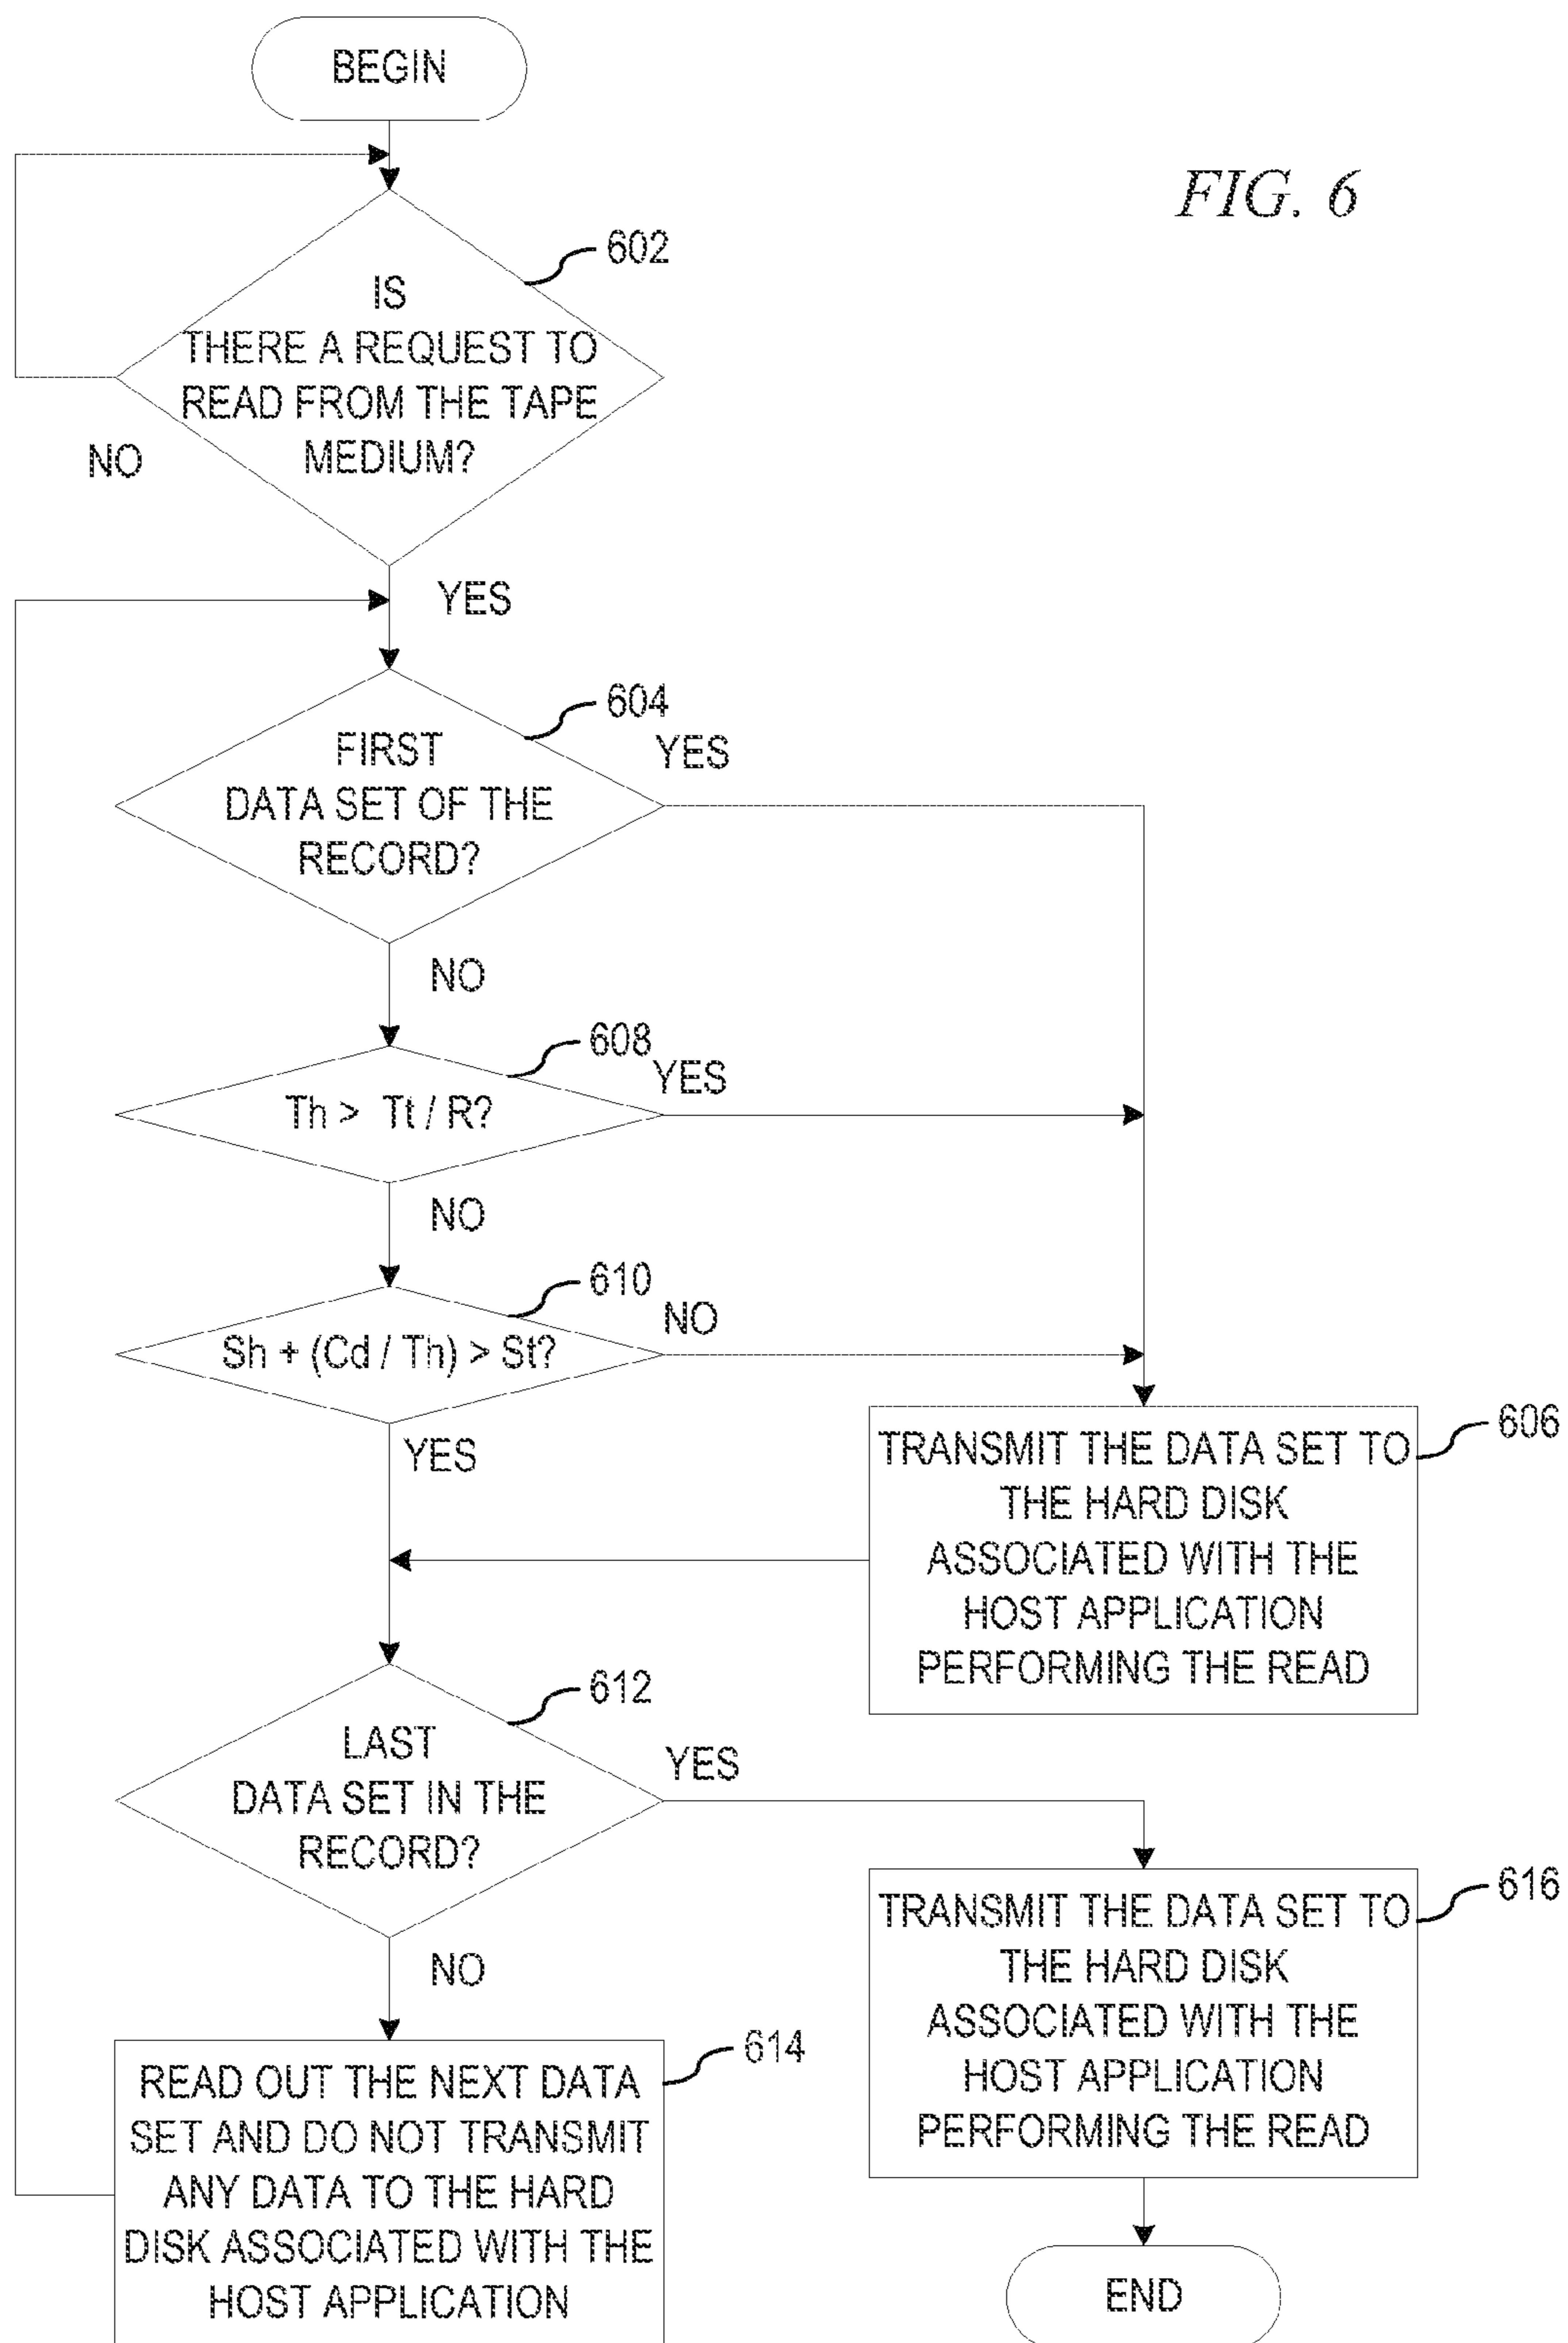 BEGIN
FIG. 6
602
IS
THERE A REQUEST TO
READ FROM THE TAPE
MEDIUM?
NO
YES
604
FIRST
DATA SET OF THE
RECORD?
YES
NO
608
Th > Tt / R?
YES
NO
610
Sh + (Cd / Th) > St?
NO
YES
606
TRANSMIT THE DATA SET TO
THE HARD DISK
ASSOCIATED WITH THE
HOST APPLICATION
PERFORMING THE READ
612
LAST
DATA SET IN THE
RECORD?
YES
NO
616
TRANSMIT THE DATA SET TO
THE HARD DISK
ASSOCIATED WITH THE
HOST APPLICATION
PERFORMING THE READ
614
READ OUT THE NEXT DATA
SET AND DO NOT TRANSMIT
ANY DATA TO THE HARD
DISK ASSOCIATED WITH THE
HOST APPLICATION
END